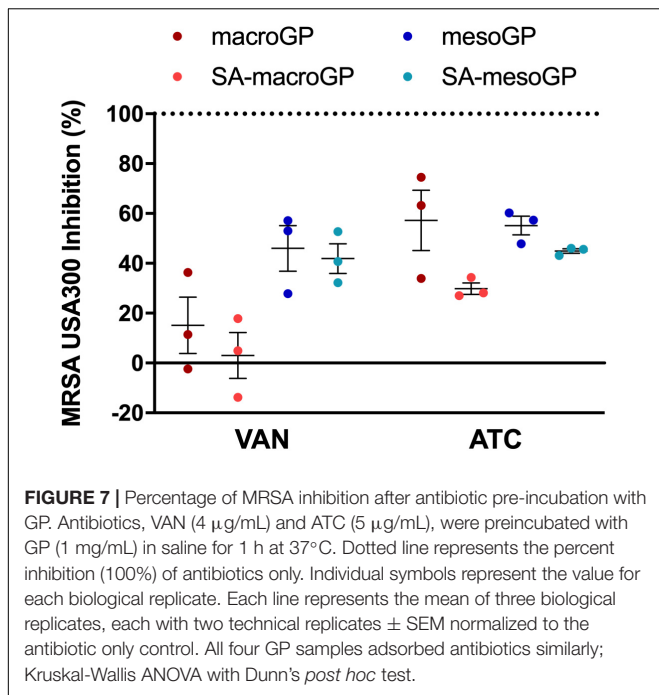 macroGP mesoGP
SA-macroGP SA-mesoGP
MRSA USA300 Inhibition (%)
100
80
60
40
20
0
-20
VAN ATC
FIGURE 7 | Percentage of MRSA inhibition after antibiotic pre-incubation with
GP. Antibiotics, VAN (4 μg/mL) and ATC (5 μg/mL), were preincubated with
GP (1 mg/mL) in saline for 1 h at 37°C. Dotted line represents the percent
inhibition (100%) of antibiotics only. Individual symbols represent the value for
each biological replicate. Each line represents the mean of three biological
replicates, each with two technical replicates ± SEM normalized to the
antibiotic only control. All four GP samples adsorbed antibiotics similarly;
Kruskal-Wallis ANOVA with Dunn's post hoc test.